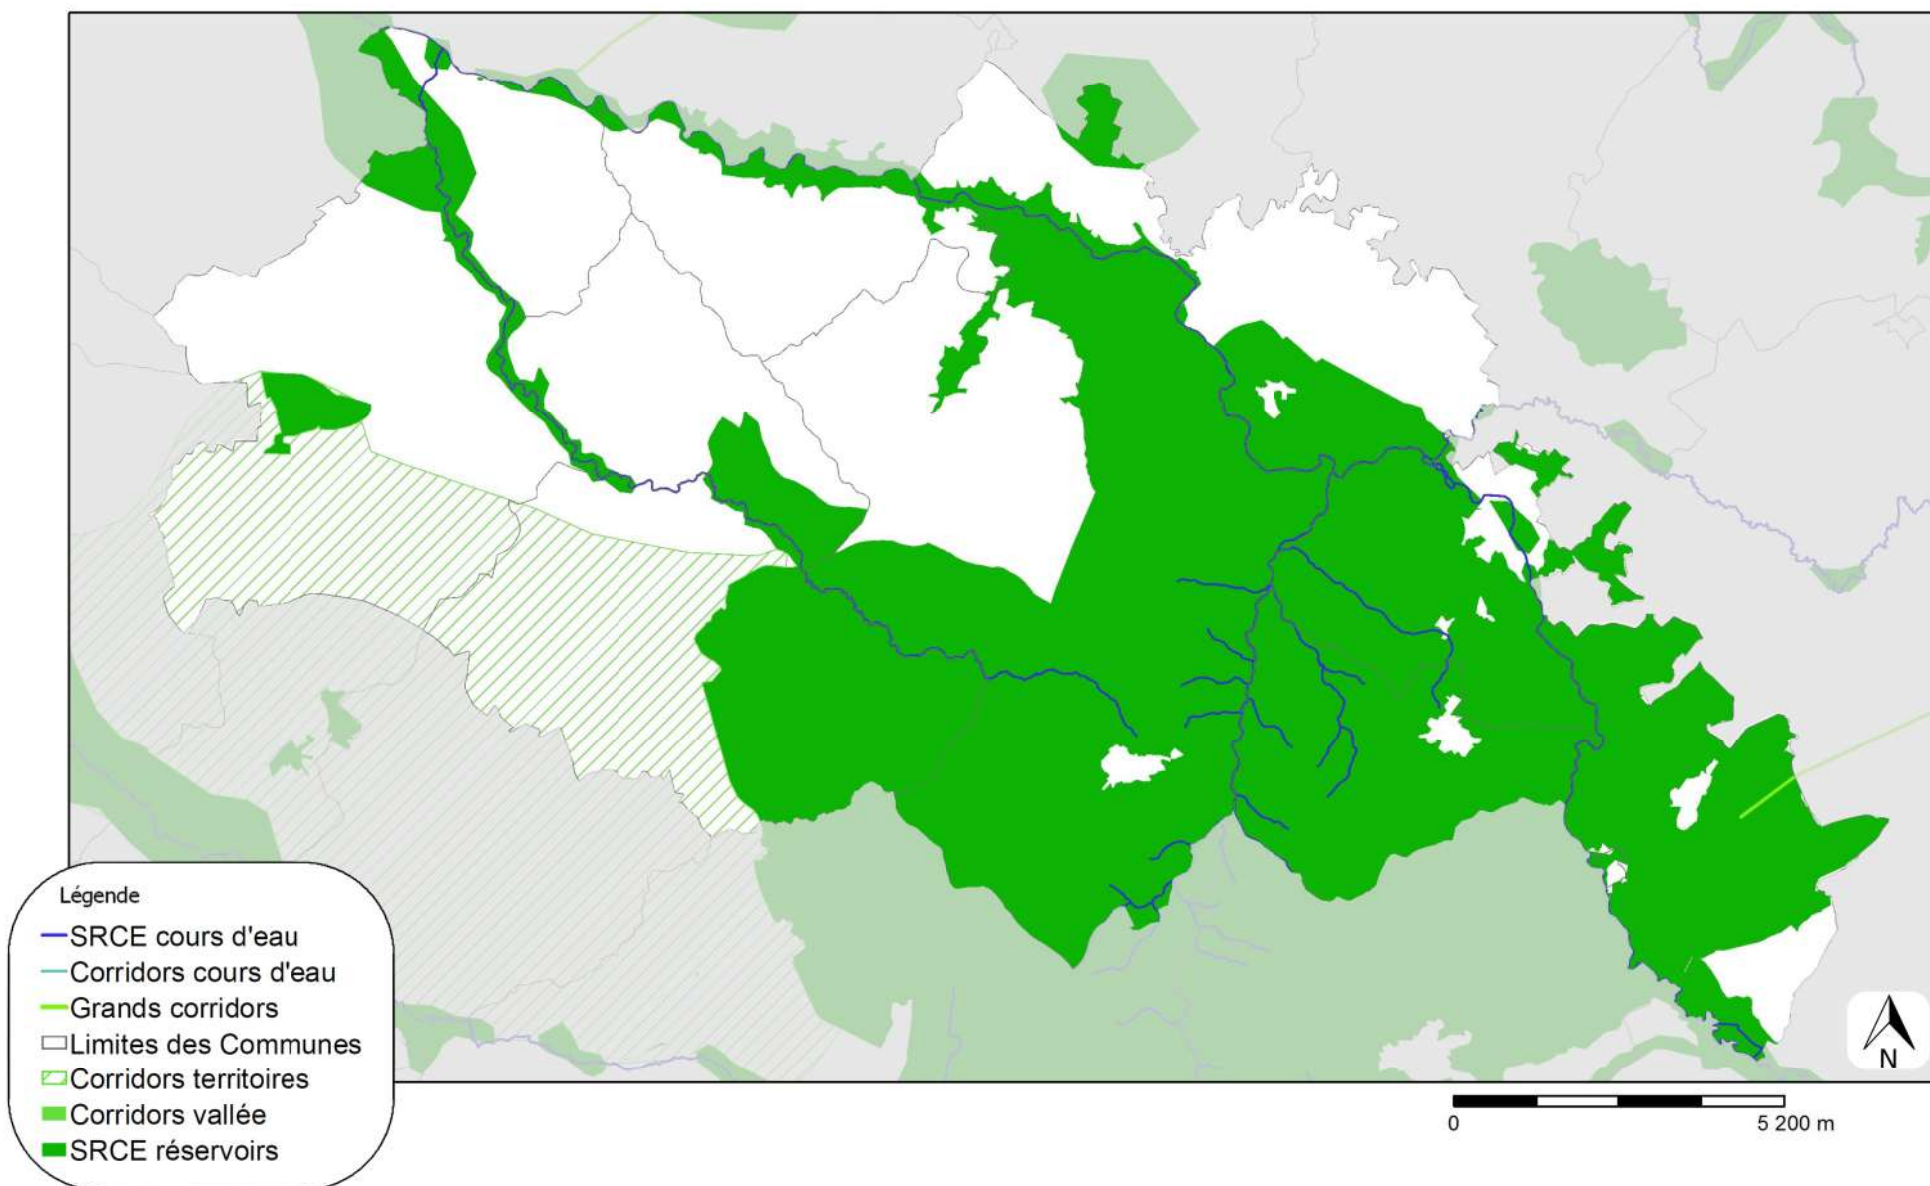 Légende
SRCE cours d'eau
Corridors cours d'eau
Grands corridors
Limites des Communes
Corridors territoires
Corridors vallée
SRCE réservoirs
N
0 5 200 m